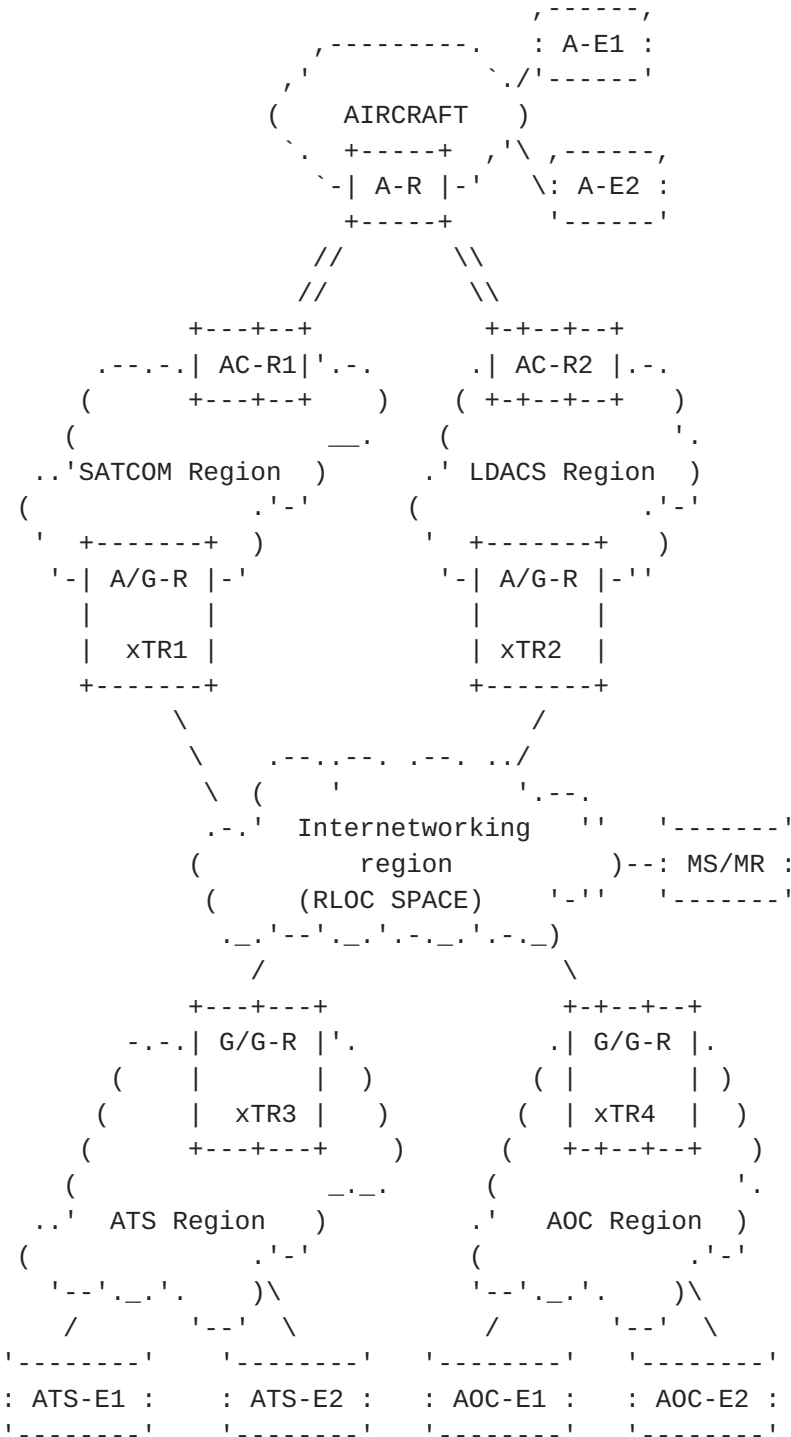 A-E1
AIRCRAFT
A-R A-E2
AC-R1 AC-R2
SATCOM Region LDACS Region
A/G-R A/G-R
xTR1 xTR2
Internetworking
region MS/MR
(RLOC SPACE)
G/G-R G/G-R
xTR3 xTR4
ATS Region AOC Region
ATS-E1 ATS-E2 AOC-E1 AOC-E2